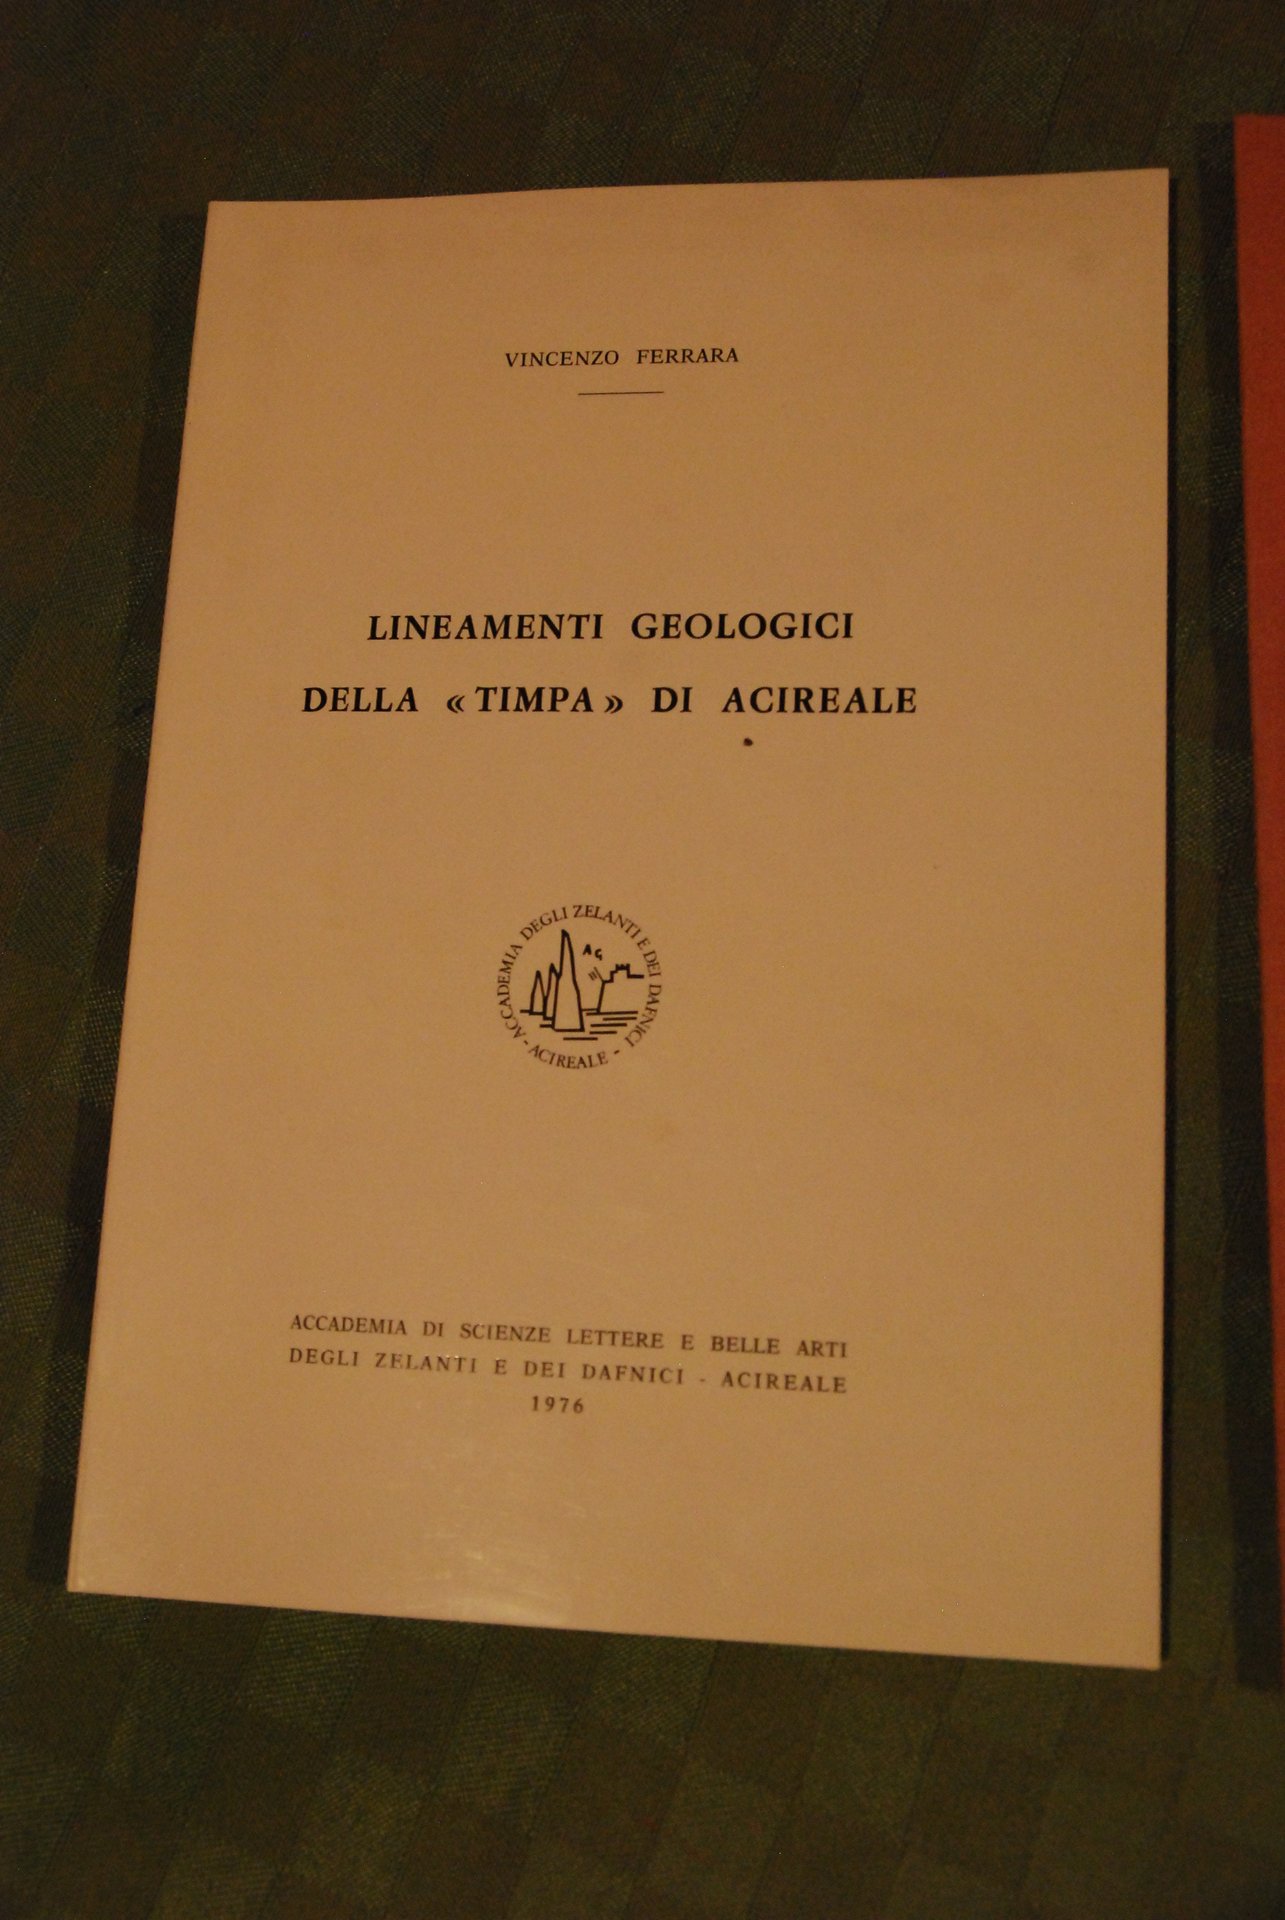 VINCENZO FERRARA
LINEAMENTI GEOLOGICI
DELLA « TIMPA » DI ACIREALE
ACCADEMIA DEGLI ZELANTI E DEI DAFNICI
- ACIREALE -
AG
ACCADEMIA DI SCIENZE LETTERE E BELLE ARTI
DEGLI ZELANTI E DEI DAFNICI - ACIREALE
1976